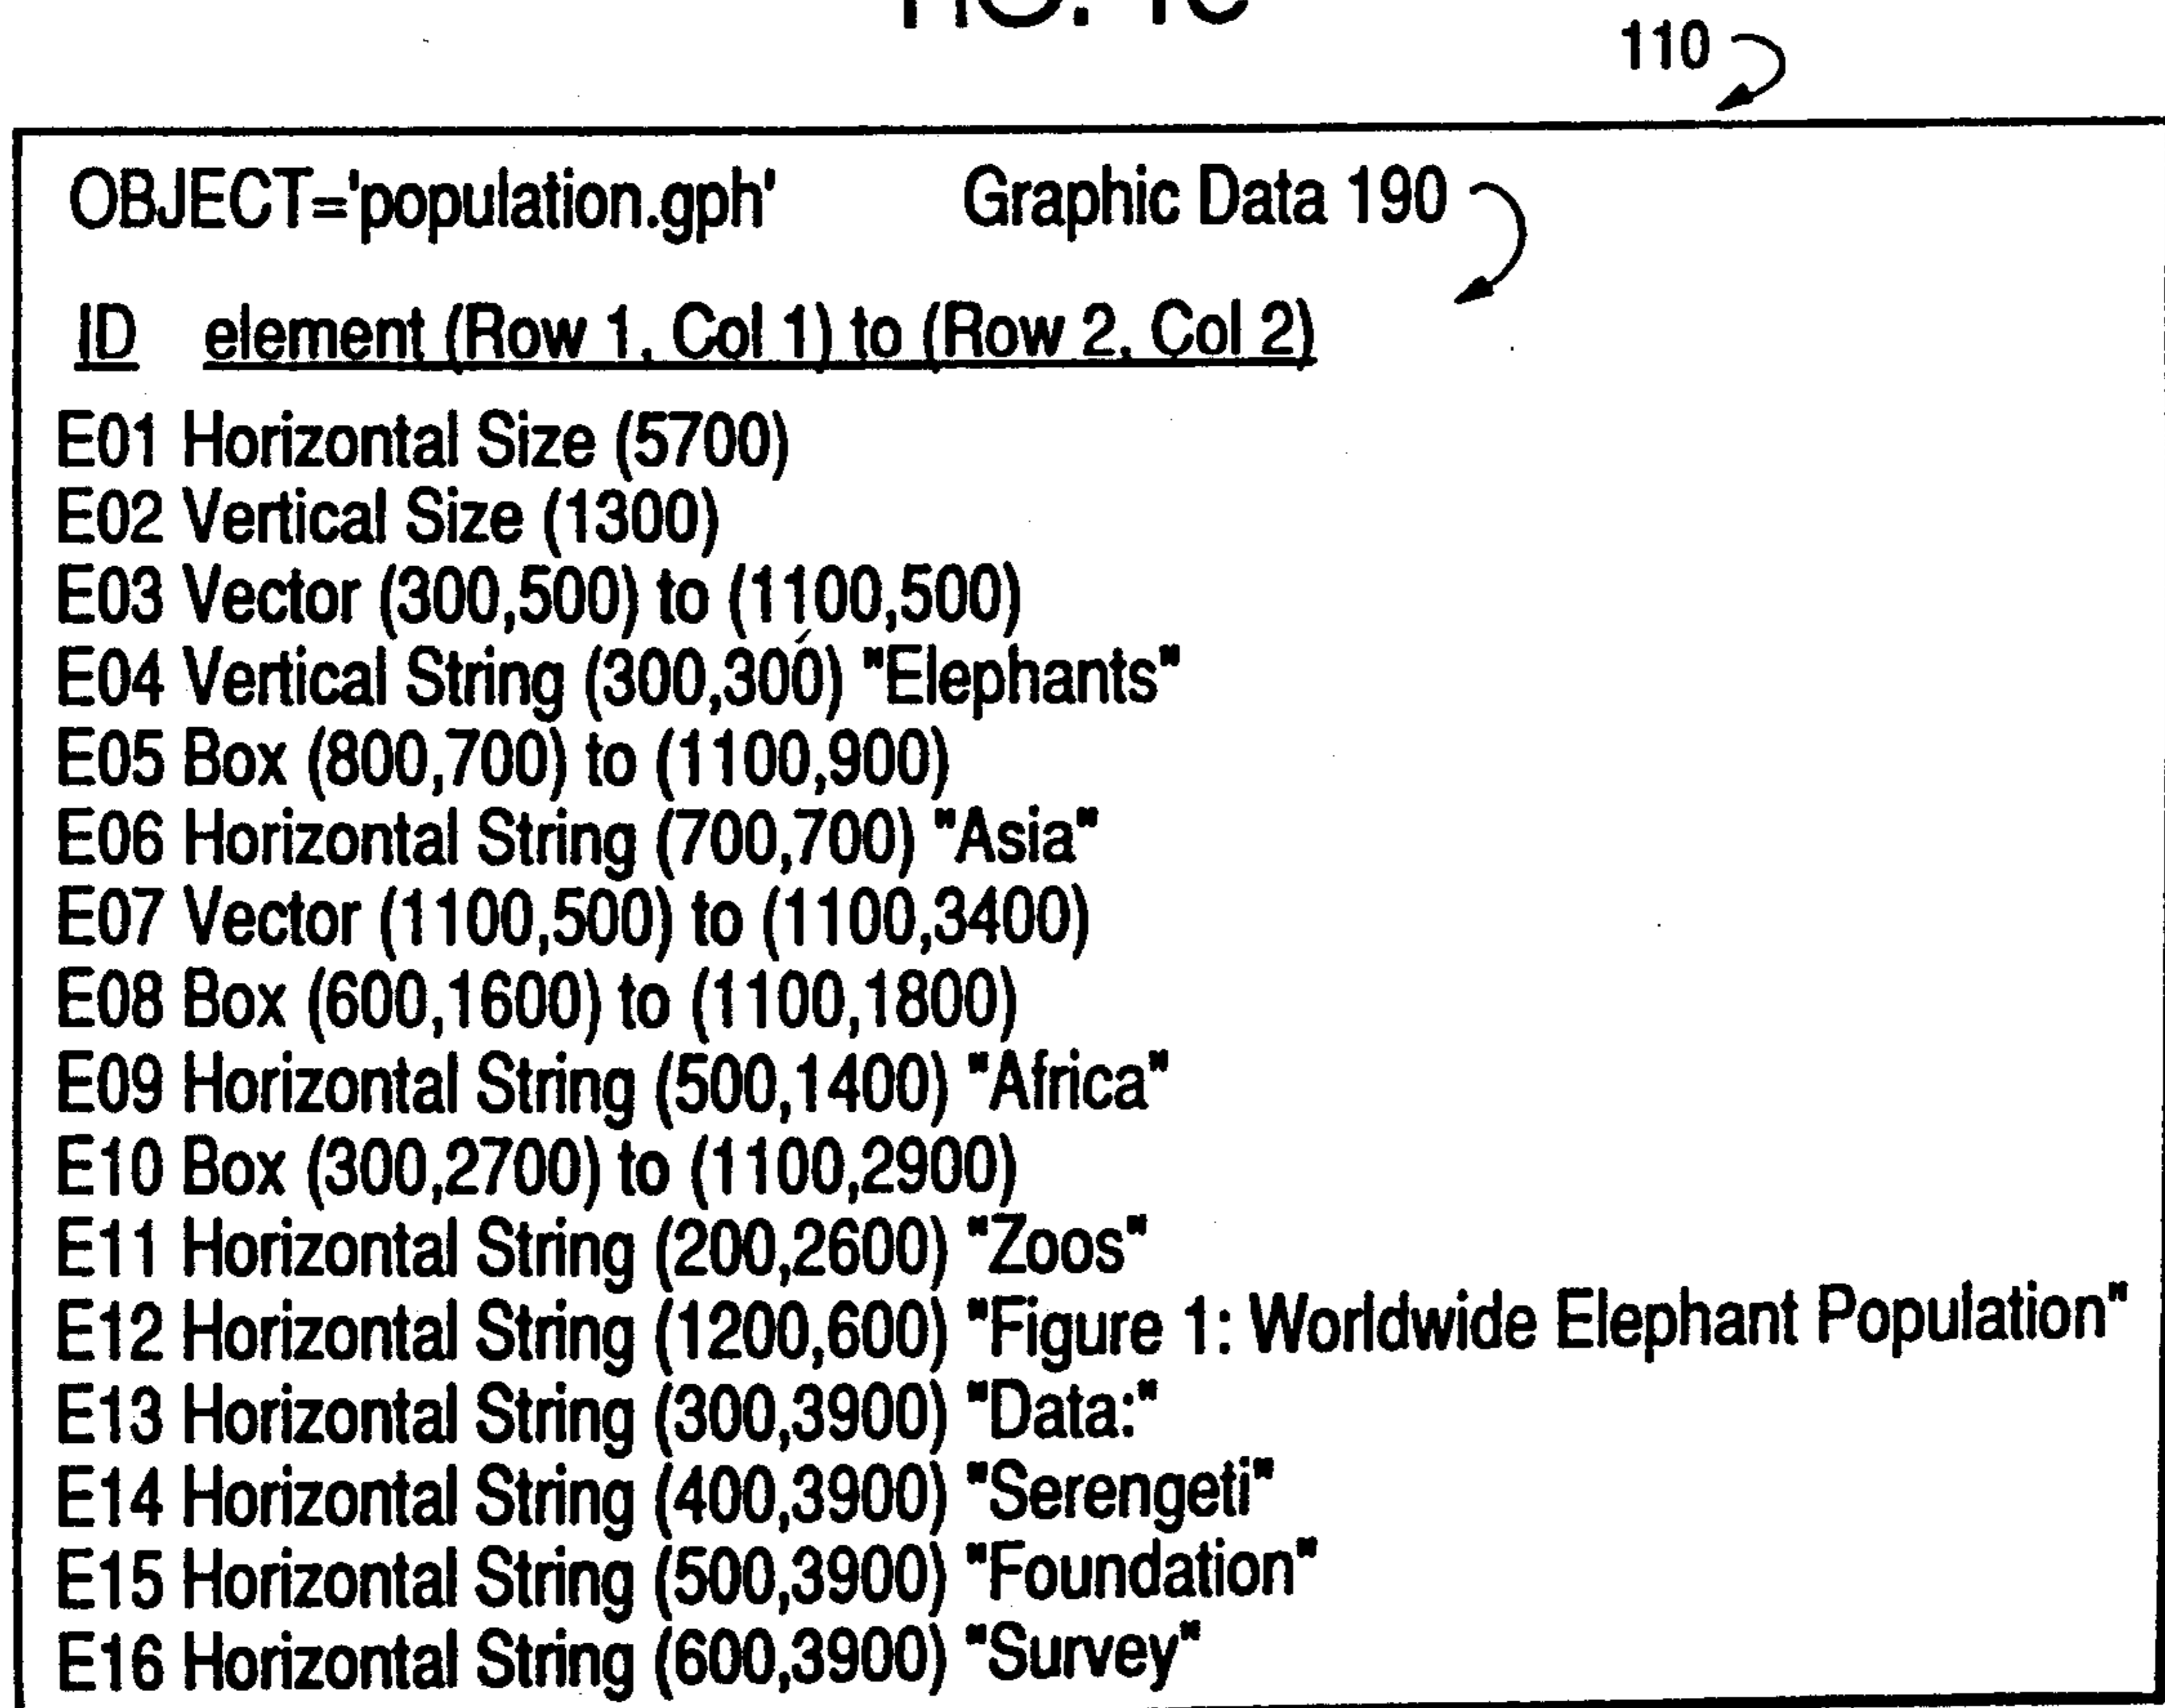 110
OBJECT='population.gph' Graphic Data 190
ID element (Row 1, Col 1) to (Row 2, Col 2)
E01 Horizontal Size (5700)
E02 Vertical Size (1300)
E03 Vector (300,500) to (1100,500)
E04 Vertical String (300,300) "Elephants"
E05 Box (800,700) to (1100,900)
E06 Horizontal String (700,700) "Asia"
E07 Vector (1100,500) to (1100,3400)
E08 Box (600,1600) to (1100,1800)
E09 Horizontal String (500,1400) "Africa"
E10 Box (300,2700) to (1100,2900)
E11 Horizontal String (200,2600) "Zoos"
E12 Horizontal String (1200,600) "Figure 1: Worldwide Elephant Population"
E13 Horizontal String (300,3900) "Data:"
E14 Horizontal String (400,3900) "Serengeti"
E15 Horizontal String (500,3900) "Foundation"
E16 Horizontal String (600,3900) "Survey"